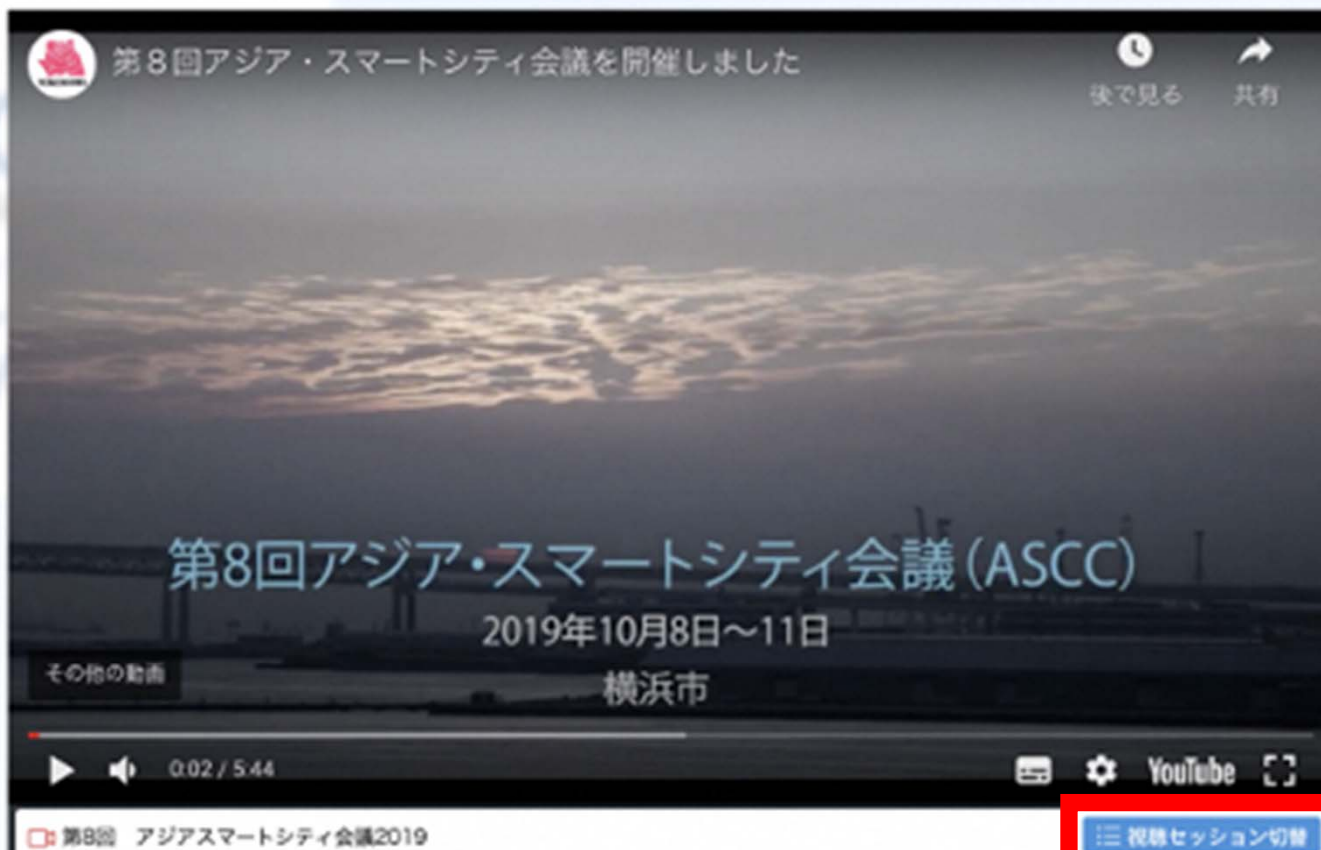 第8回アジア・スマートシティ会議を開催しました
後で見る
共有
第8回アジア・スマートシティ会議(ASCC)
2019年10月8日～11日
横浜市
その他の動画
0:02 / 5:44
YouTube
第8回 アジアスマートシティ会議2019
視聴セッション切替